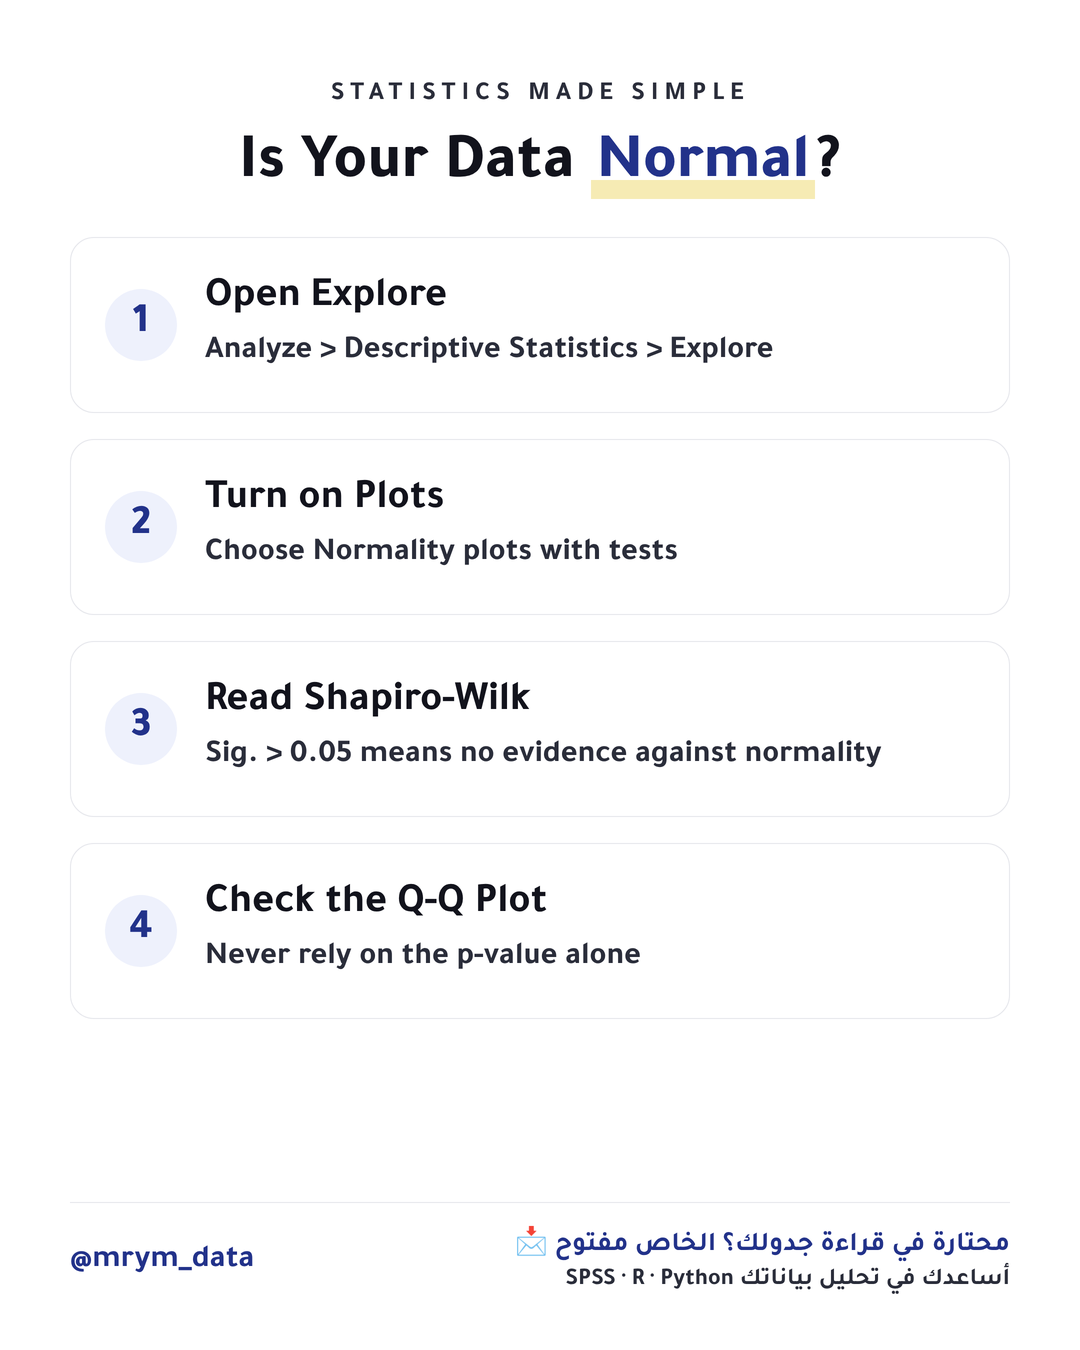 STATISTICS MADE SIMPLE
Is Your Data Normal?
1
Open Explore
Analyze > Descriptive Statistics > Explore
2
Turn on Plots
Choose Normality plots with tests
3
Read Shapiro-Wilk
Sig. > 0.05 means no evidence against normality
4
Check the Q-Q Plot
Never rely on the p-value alone
@mrym_data
محتارة في قراءة جدولك؟ الخاص مفتوح 📩
أساعدك في تحليل بياناتك SPSS · R · Python